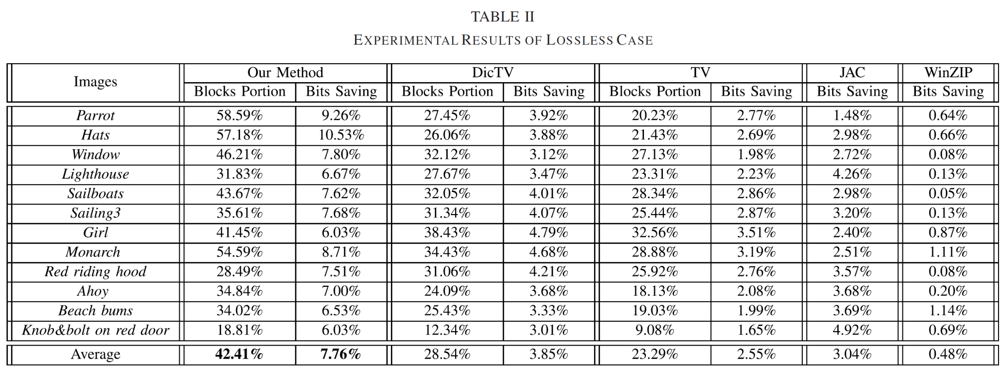 TABLE II
EXPERIMENTAL RESULTS OF LOSSLESS CASE
Images Our Method DicTV TV JAC WinZIP
Blocks Portion Bits Saving Blocks Portion Bits Saving Blocks Portion Bits Saving Bits Saving Bits Saving
Parrot 58.59% 9.26% 27.45% 3.92% 20.23% 2.77% 1.48% 0.64%
Hats 57.18% 10.53% 26.06% 3.88% 21.43% 2.69% 2.98% 0.66%
Window 46.21% 7.80% 32.12% 3.12% 27.13% 1.98% 2.72% 0.08%
Lighthouse 31.83% 6.67% 27.67% 3.47% 23.31% 2.23% 4.26% 0.13%
Sailboats 43.67% 7.62% 32.05% 4.01% 28.34% 2.86% 2.98% 0.05%
Sailing3 35.61% 7.68% 31.34% 4.07% 25.44% 2.87% 3.20% 0.13%
Girl 41.45% 6.03% 38.43% 4.79% 32.56% 3.51% 2.40% 0.87%
Monarch 54.59% 8.71% 34.43% 4.68% 28.88% 3.19% 2.51% 1.11%
Red riding hood 28.49% 7.51% 31.06% 4.21% 25.92% 2.76% 3.57% 0.08%
Ahoy 34.84% 7.00% 24.09% 3.68% 18.13% 2.08% 3.68% 0.20%
Beach bums 34.02% 6.53% 25.43% 3.33% 19.03% 1.99% 3.69% 1.14%
Knob&bolt on red door 18.81% 6.03% 12.34% 3.01% 9.08% 1.65% 4.92% 0.69%
Average 42.41% 7.76% 28.54% 3.85% 23.29% 2.55% 3.04% 0.48%